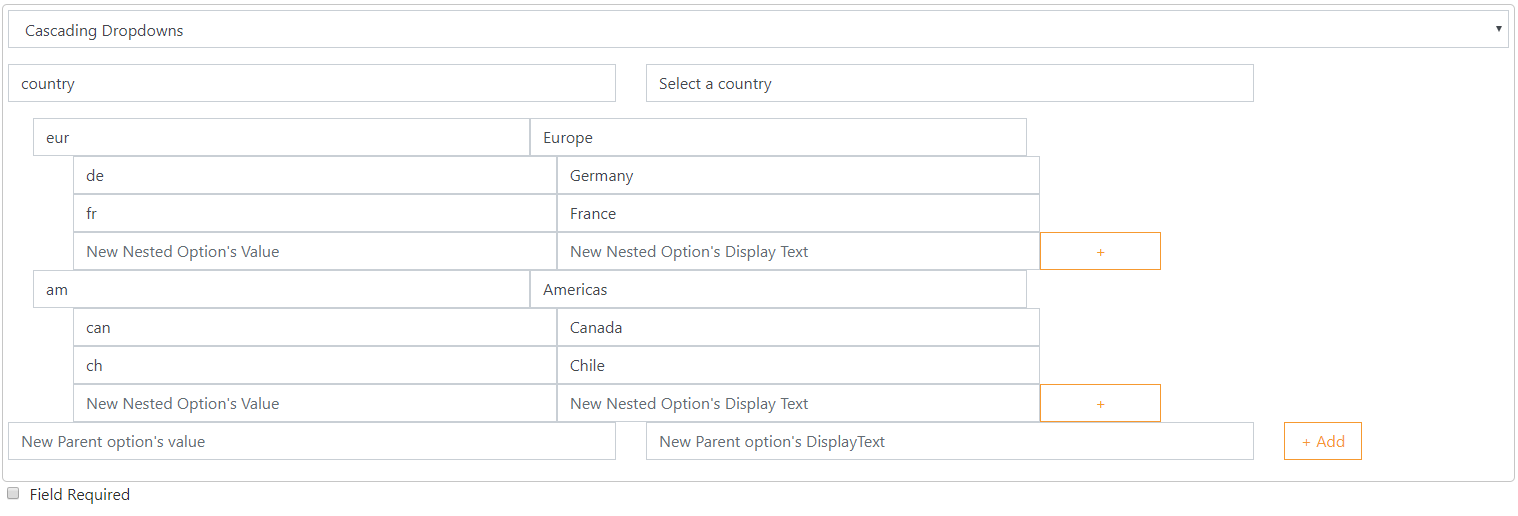 Cascading Dropdowns
country Select a country
eur Europe
de Germany
fr France
New Nested Option's Value New Nested Option's Display Text +
am Americas
can Canada
ch Chile
New Nested Option's Value New Nested Option's Display Text +
New Parent option's value New Parent option's DisplayText + Add
Field Required